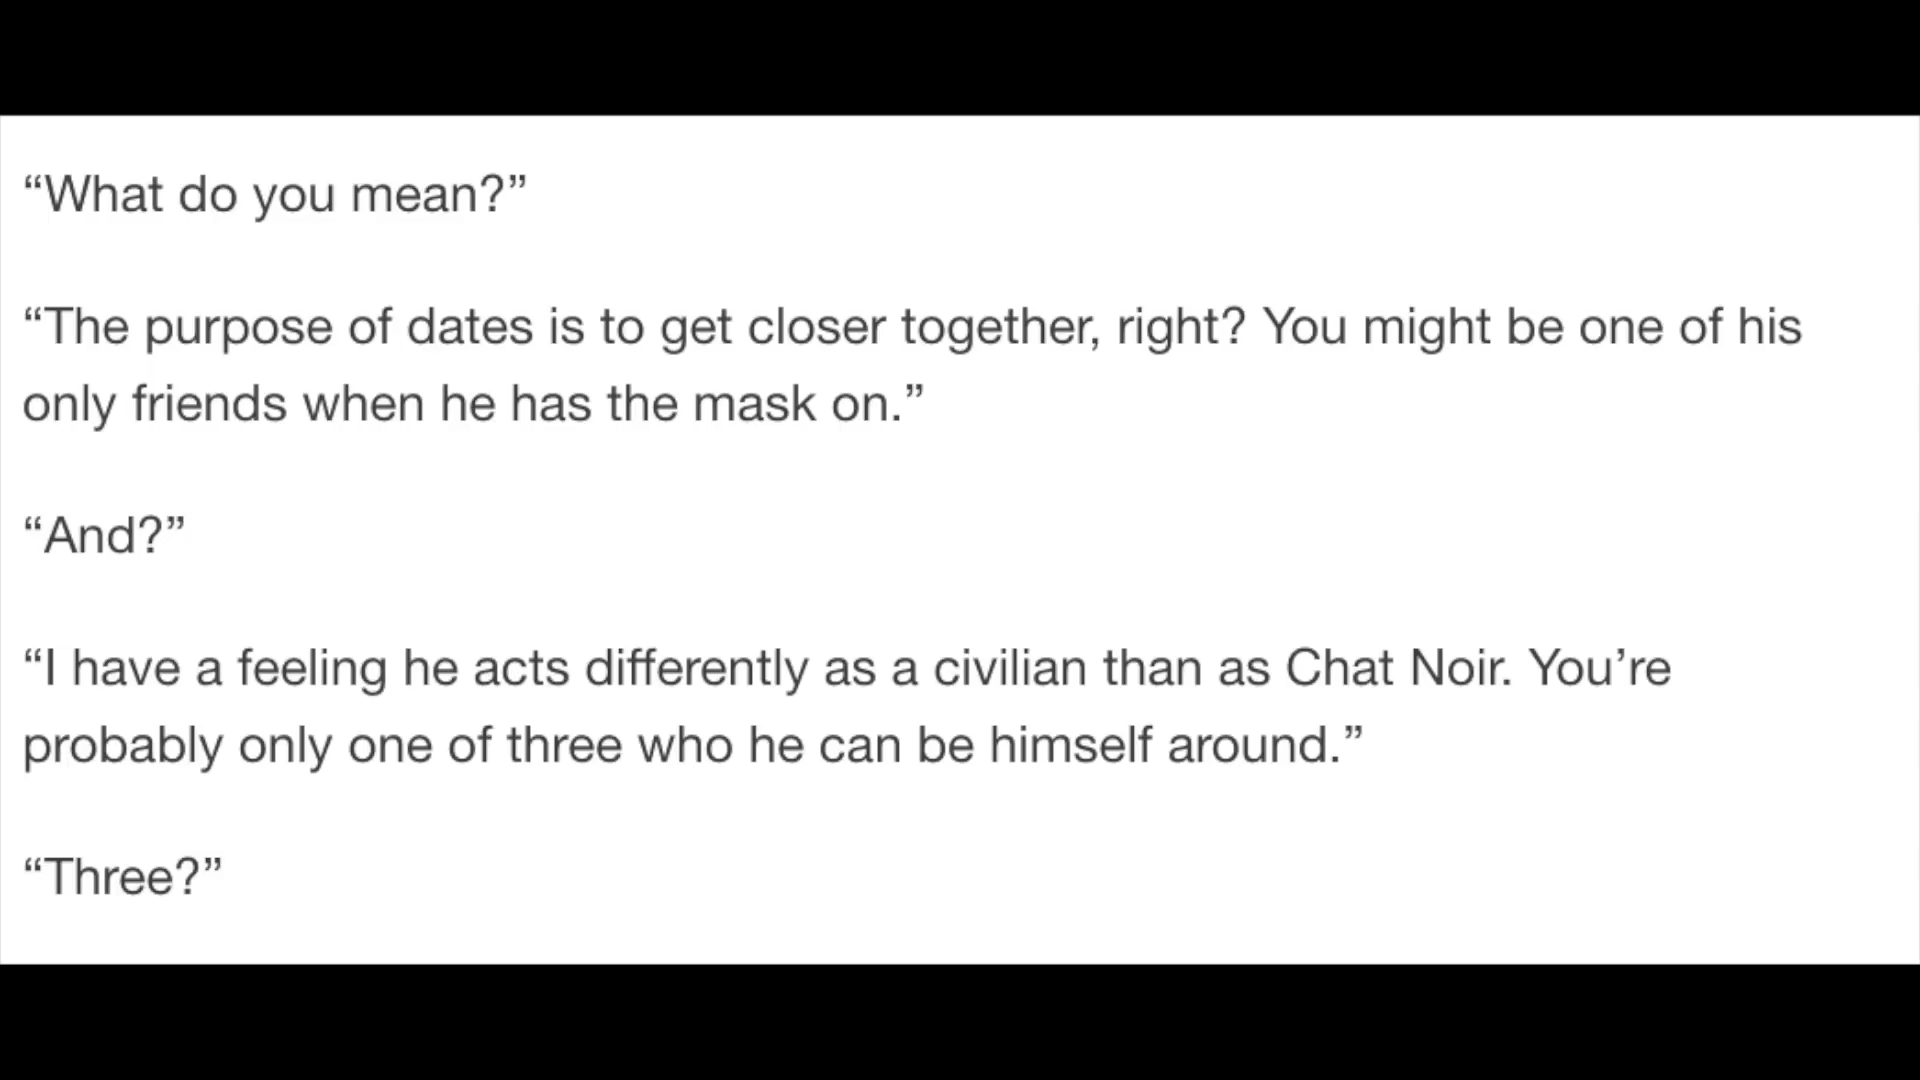 “What do you mean?”
“The purpose of dates is to get closer together, right? You might be one of his
only friends when he has the mask on.”
“And?”
“I have a feeling he acts differently as a civilian than as Chat Noir. You’re
probably only one of three who he can be himself around.”
“Three?”